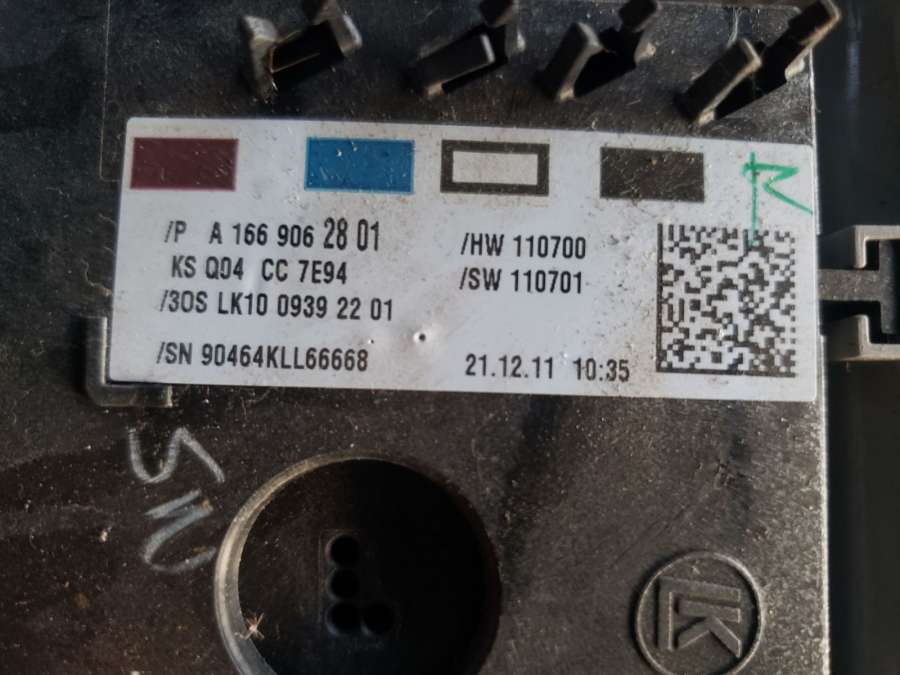 /P A 166 906 28 01
KS Q04 CC 7E94
/3OS LK10 0939 22 01
/SN 90464KLL66668
/HW 110700
/SW 110701
21.12.11 10:35
LK